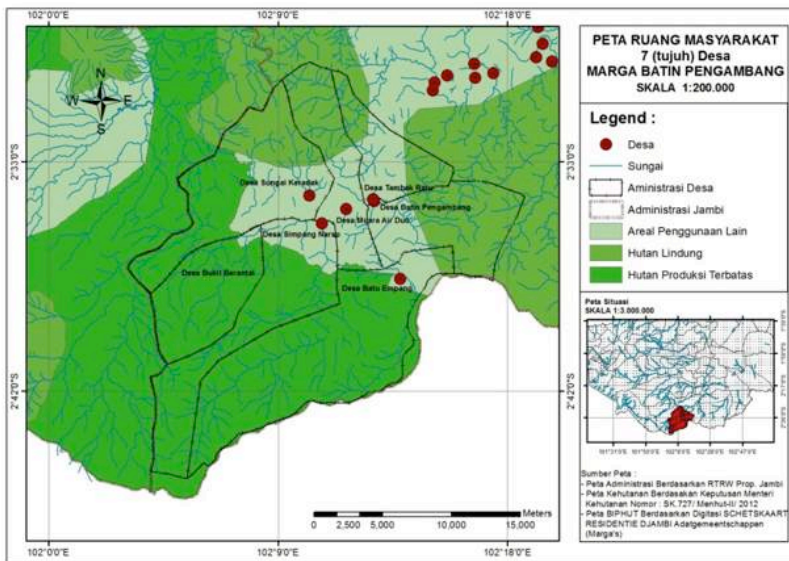 102°0'0"E 102°9'0"E 102°18'0"E
2°33'0"S
2°42'0"S
N
W E
S
Desa Sungai Keradak
Desa Tembak Ratu
Desa Batin Pengambang
Desa Muara Air Dua
Desa Simpang Narso
Desa Bukit Berantai
Desa Batu Empang
Meters
0 2,500 5,000 10,000 15,000
102°0'0"E 102°9'0"E 102°18'0"E
2°33'0"S
2°42'0"S
PETA RUANG MASYARAKAT
7 (tujuh) Desa
MARGA BATIN PENGAMBANG
SKALA 1:200.000
Legend :
Desa
Sungai
Aministrasi Desa
Administrasi Jambi
Areal Penggunaan Lain
Hutan Lindung
Hutan Produksi Terbatas
Peta Situasi
SKALA 1:3.000.000
Sumber Peta :
- Peta Administrasi Berdasarkan RTRW Prop. Jambi
- Peta Kehutanan Berdasakan Keputusan Menteri
Kehutanan Nomor : SK.727/ Menhut-II/ 2012
- Peta BIPHUT Berdasarkan Digitasi SCHETSKAART
RESIDENTIE DJAMBI Adatgemeentschappen
(Marga's)